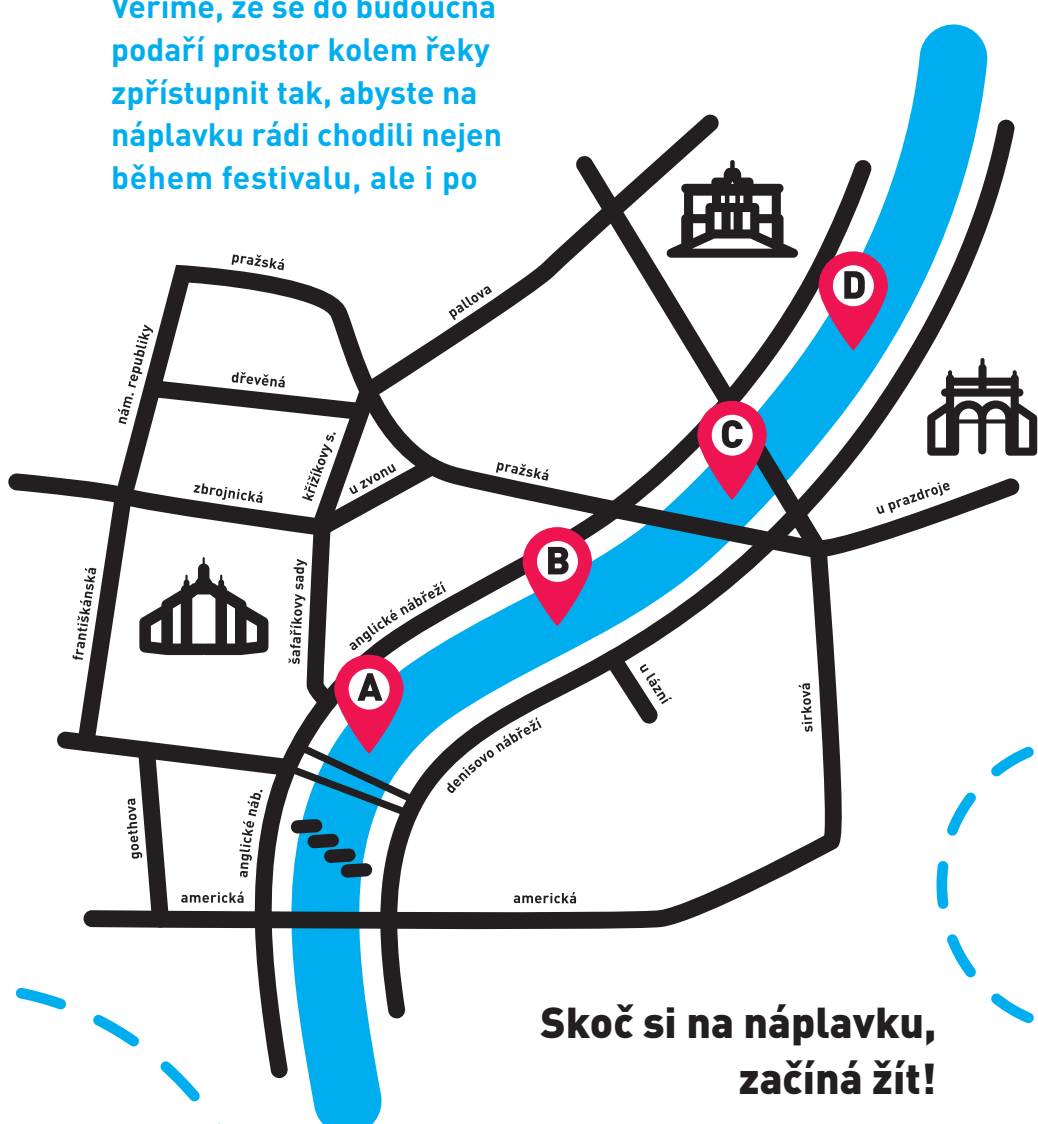 Věříme, že se do budoucna
podaří prostor kolem řeky
zpřístupnit tak, abyste na
náplavku rádi chodili nejen
během festivalu, ale i po
pražská
pallova
nám. republiky
dřevěná
křižíkovy s.
u zvonu
pražská
zbrojnická
u prazdroje
františkánská
šafaříkovy sady
anglické nábřeží
u lázní
sirková
denisovo nábřeží
goethova
anglické náb.
americká
americká
A
B
C
D
Skoč si na náplavku,
začíná žít!